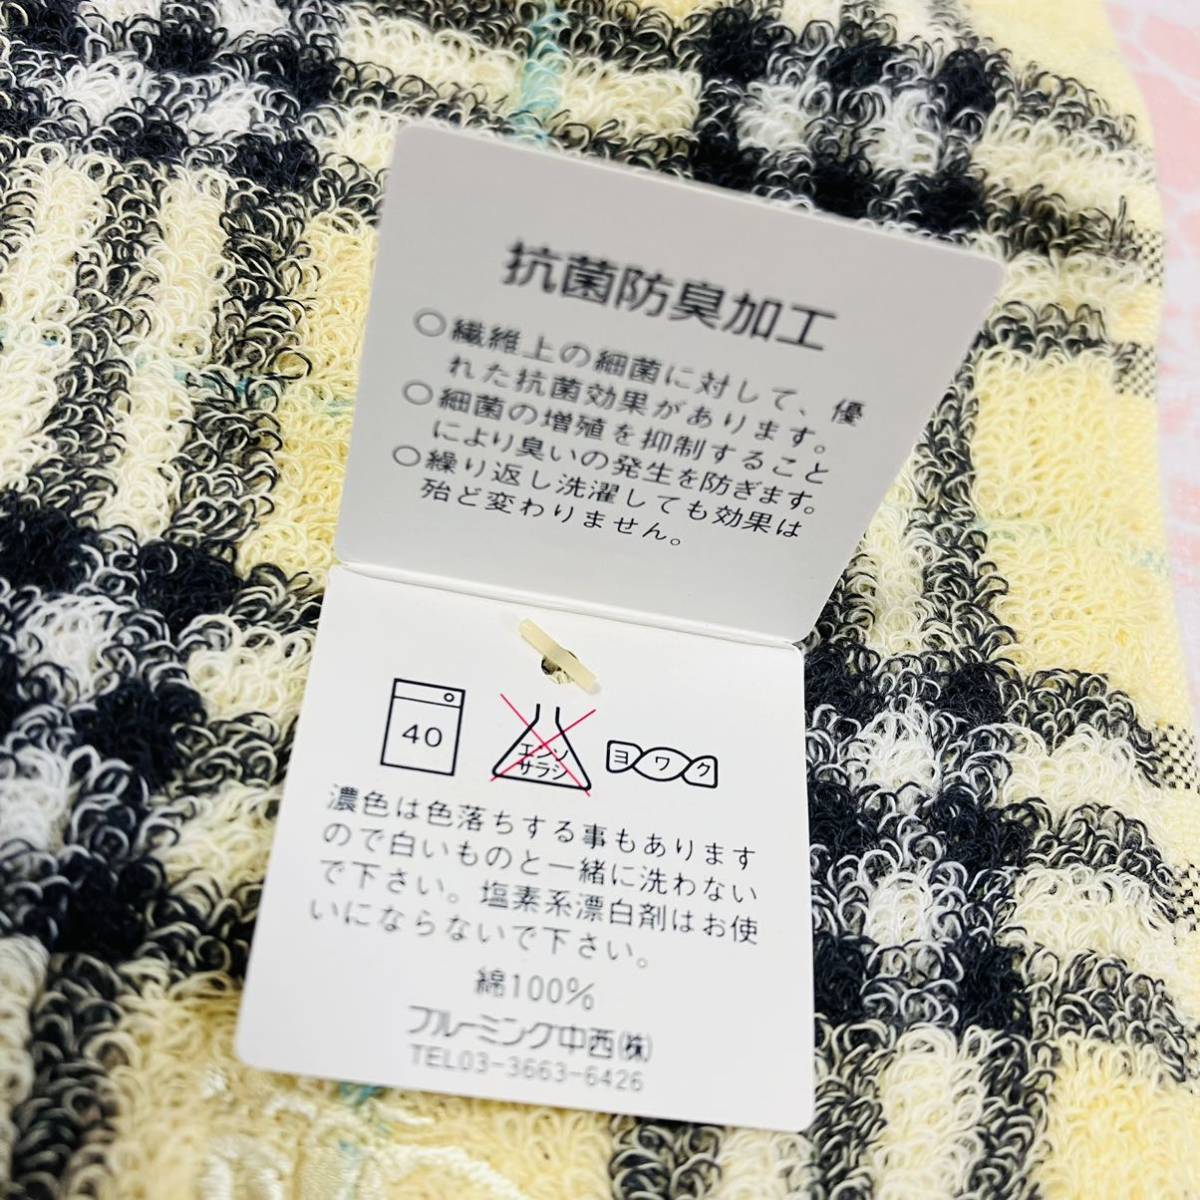 抗菌防臭加工
○繊維上の細菌に対して、優
れた抗菌効果があります。
○細菌の増殖を抑制すること
により臭いの発生を防ぎます。
○繰り返し洗濯しても効果は
殆ど変わりません。
40
エンソ
サラシ
ヨワク
濃色は色落ちする事もあります
ので白いものと一緒に洗わない
で下さい。塩素系漂白剤はお使
いにならないで下さい。
綿100%
ブルーミング中西㈱
TEL03-3663-6426